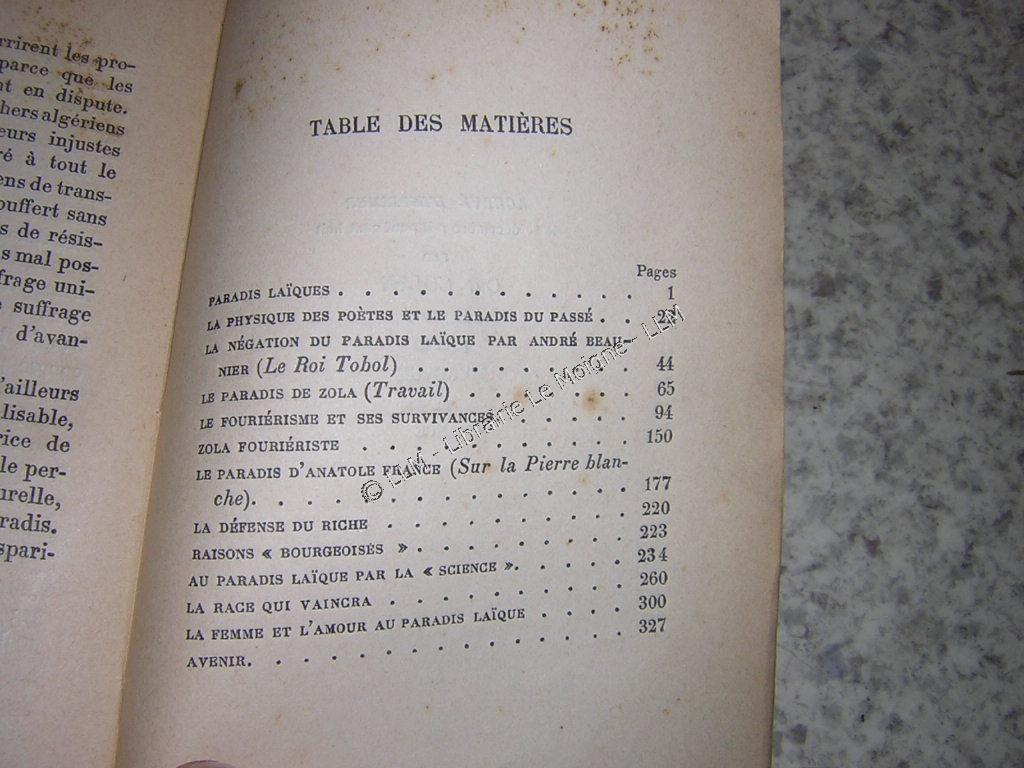 rrirent les pro-
parce que les
nt en dispute.
hers algériens
eurs injustes
ré à tout le
ens de trans-
ouffert sans
s de résis-
s mal pos-
frage uni-
e suffrage
d'avan-
'ailleurs
lisable,
rice de
le per-
urelle,
radis.
spari-
TABLE DES MATIÈRES
Pages
PARADIS LAÏQUES . . . . . . . . . . . . . 1
LA PHYSIQUE DES POÈTES ET LE PARADIS DU PASSÉ . .
LA NÉGATION DU PARADIS LAÏQUE PAR ANDRÉ BEAU-
NIER (Le Roi Tobol) . . . . . . . . . 44
LE PARADIS DE ZOLA (Travail) . . . . . . . . 65
LE FOURIÉRISME ET SES SURVIVANCES . . . . . . 94
ZOLA FOURIÉRISTE . . . . . . . . . . . 150
LE PARADIS D'ANATOLE FRANCE (Sur la Pierre blan-
che). . . . . . . . . . . . . . . 177
LA DÉFENSE DU RICHE . . . . . . . . . . 220
RAISONS « BOURGEOISES » . . . . . . . . . 223
AU PARADIS LAÏQUE PAR LA « SCIENCE ». . . . . . 234
LA RACE QUI VAINCRA . . . . . . . . . . 260
LA FEMME ET L'AMOUR AU PARADIS LAÏQUE . . . . 300
AVENIR. . . . . . . . . . . . . . . 327
© LLM - Librairie Le Moigne - LLM